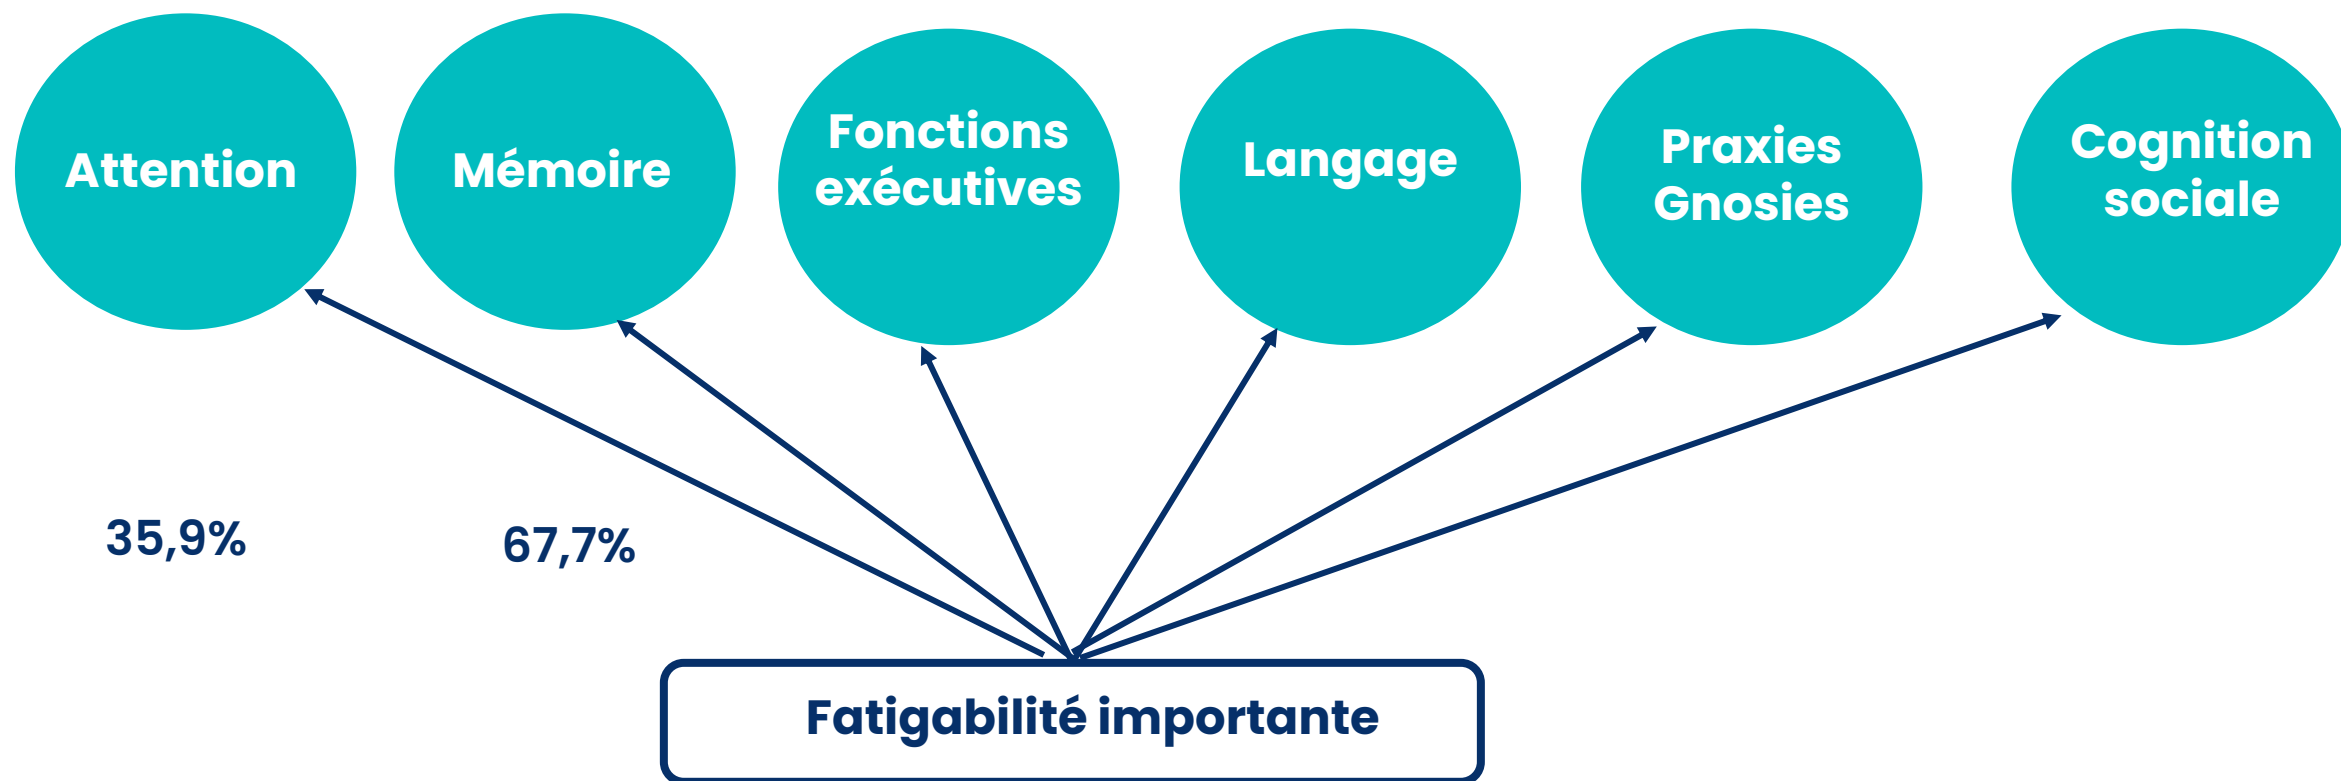 Attention
Mémoire
Fonctions
exécutives
Langage
Praxies
Gnosies
Cognition
sociale
35,9%
67,7%
Fatigabilité importante